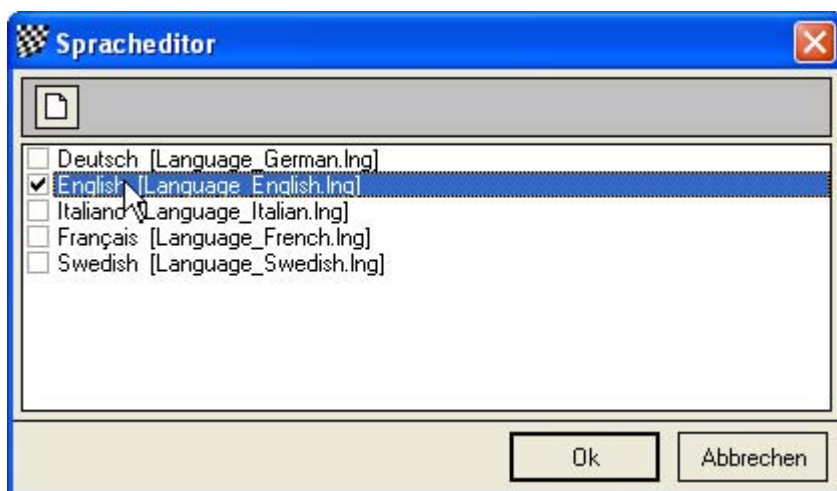 Spracheditor
Deutsch [Language_German.lng]
English [Language_English.lng]
Italiano [Language_Italian.lng]
Français [Language_French.lng]
Swedish [Language_Swedish.lng]
Ok Abbrechen